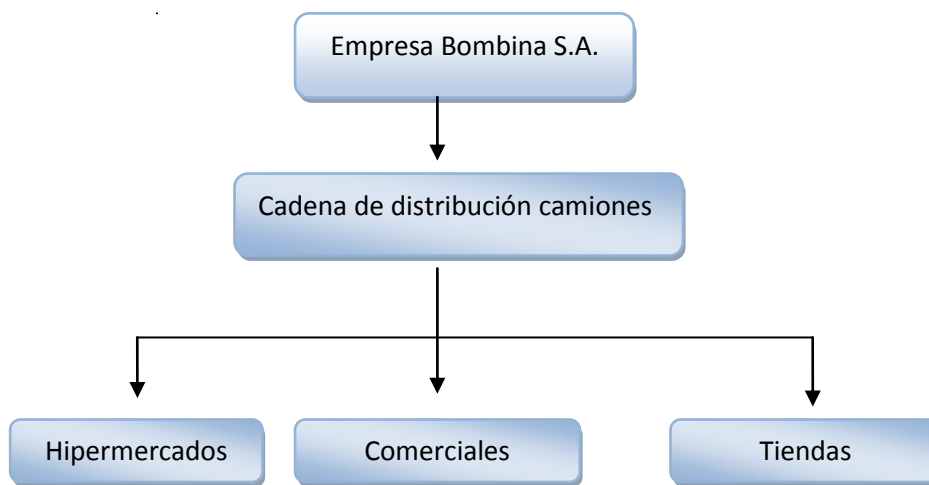 Empresa Bombina S.A.
Cadena de distribución camiones
Hipermercados
Comerciales
Tiendas